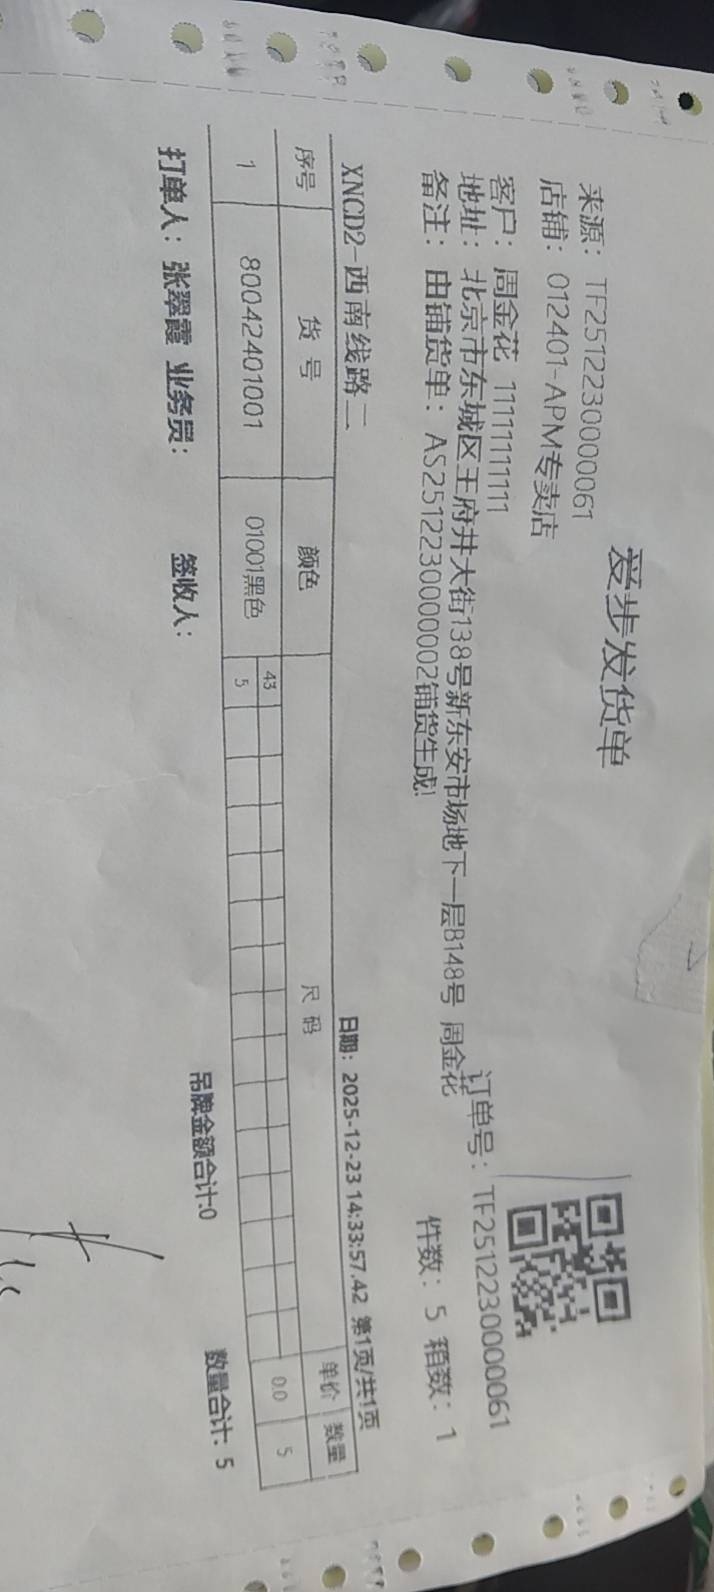 爱步发货单
来源：TF2512230000061
店铺：012401-APM专卖店
客户：周金花 11111111111
订单号：TF2512230000061
地址：北京市东城区王府井大街138号新东安市场地下一层B148号 周金花
备注：由铺货单：AS2512230000002铺货生成!
件数：5 箱数：1
XNCD2-西南线路二
日期：2025-12-23 14:33:57.42 第1页/共1页
序号 货号 颜色 尺码 单价 数量
43
1 80042401001 01001黑色 5 0.0 5
吊牌金额合计:0 数量合计: 5
打单人：张翠霞 业务员： 签收人：